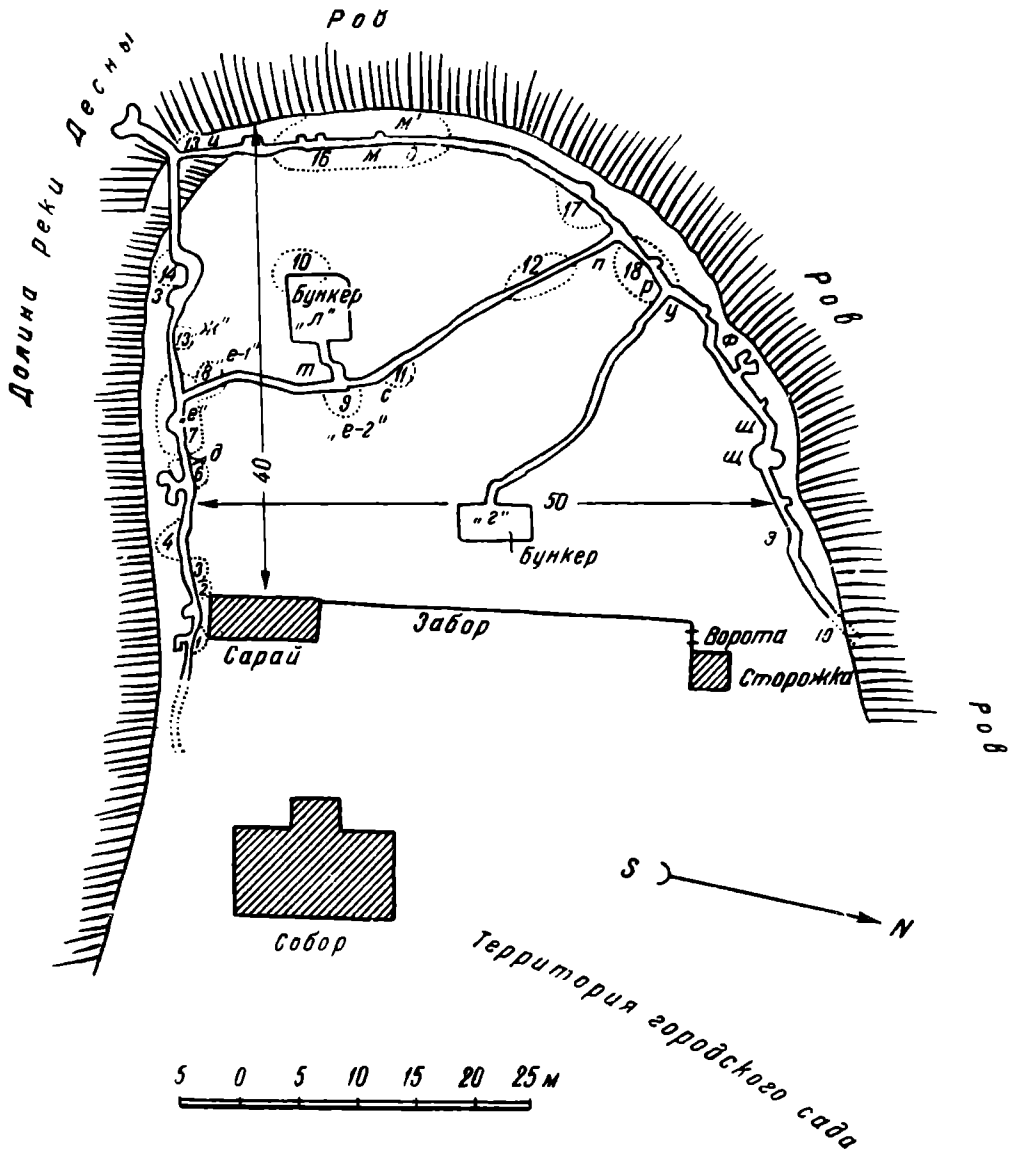 Ров
Долина реки Десны
13 и
16 м м' д
17
14
з
10
Бункер
„л"
12
п
18
р
у
Ров
13 ж"
8" е-1"
т
9
с
11
„е-2"
е"
7
д
6
ф
ш
щ
40
50
„г"
Бункер
э
4
3
2
1
Сарай
Забор
Ворота
Сторожка
19
Ров
Собор
S
N
Территория городского сада
5 0 5 10 15 20 25 м